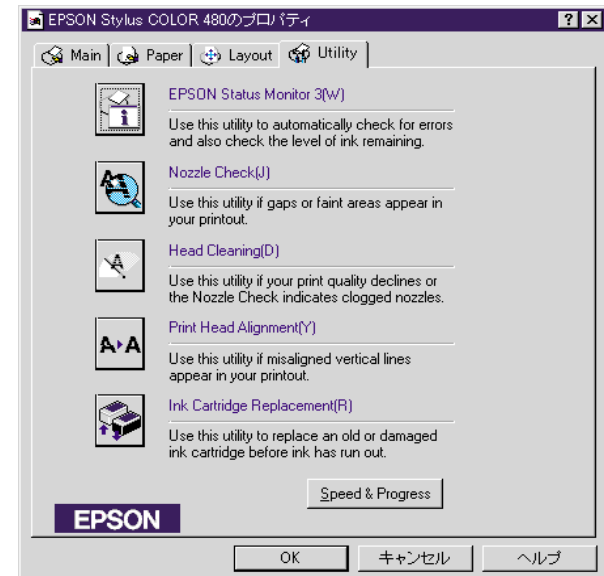 EPSON Stylus COLOR 480のプロパティ
Main Paper Layout Utility
EPSON Status Monitor 3(W)
Use this utility to automatically check for errors
and also check the level of ink remaining.
Nozzle Check(J)
Use this utility if gaps or faint areas appear in
your printout.
Head Cleaning(D)
Use this utility if your print quality declines or
the Nozzle Check indicates clogged nozzles.
Print Head Alignment(Y)
Use this utility if misaligned vertical lines
appear in your printout.
Ink Cartridge Replacement(R)
Use this utility to replace an old or damaged
ink cartridge before ink has run out.
Speed & Progress
EPSON
OK キャンセル ヘルプ